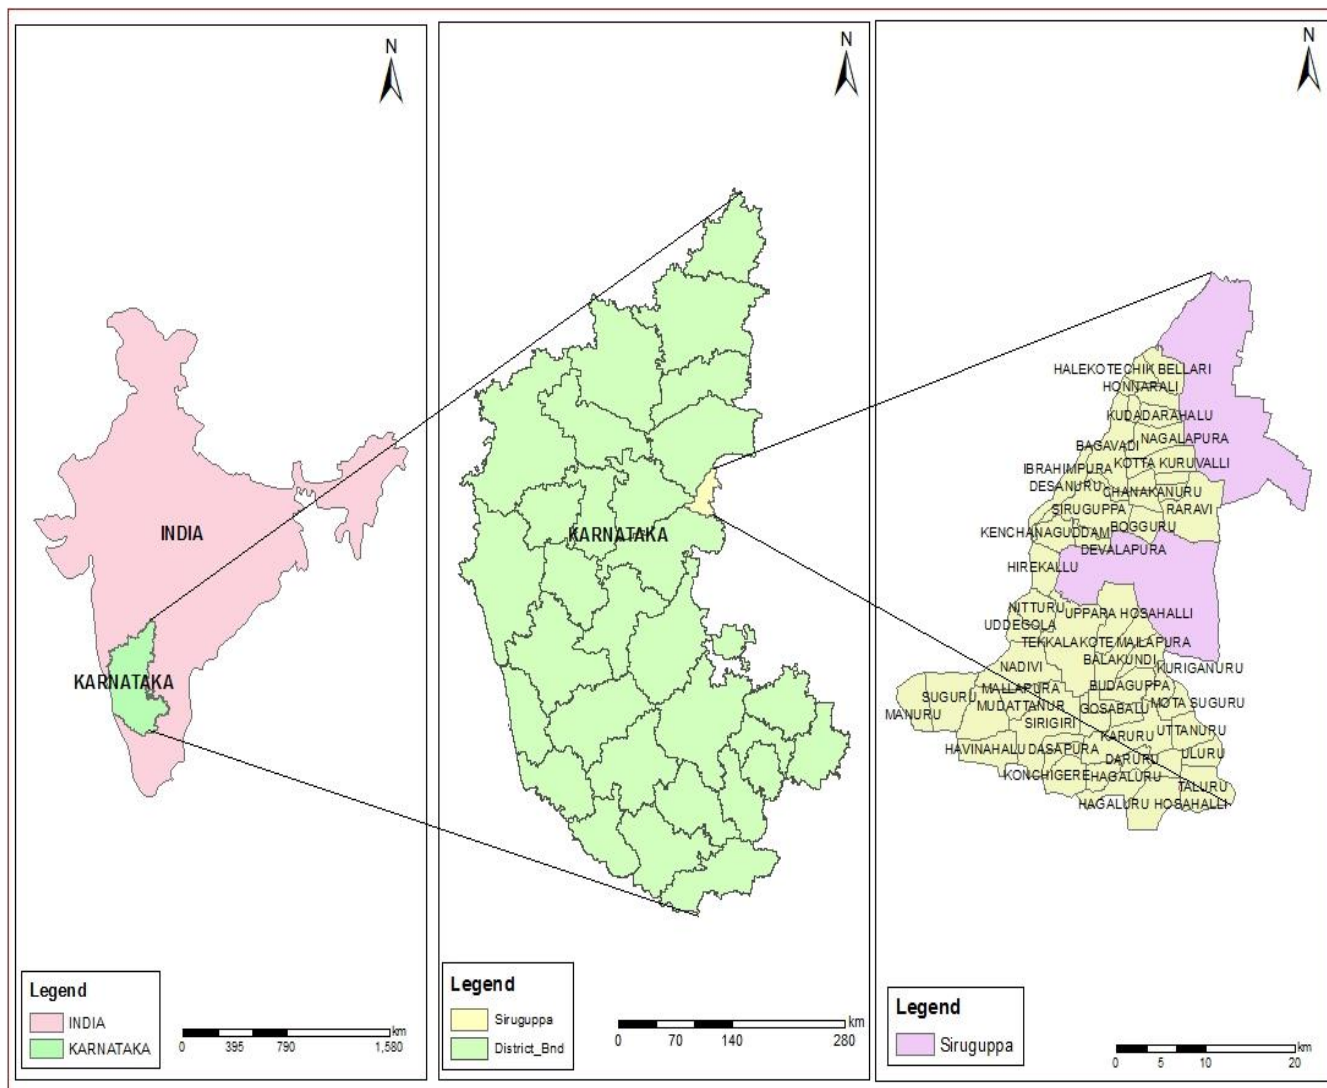 N
INDIA
KARNATAKA
Legend
INDIA
KARNATAKA
km
0 395 790 1,580
N
KARNATAKA
Legend
Siruguppa
District_Bnd
km
0 70 140 280
N
HALEKOTECHIK BELLARI
HONNARALI
KUDADARAHALU
NAGALAPURA
BAGAVADI
KOTTA KURUVALLI
IBRAHIMPURA
DESANURU
CHANAKANURU
SIRUGUPPA
RARAVI
BOGGURU
KENCHANAGUDDAM
DEVALAPURA
HIREKALLU
NITTURU
UPPARA HOSAHALLI
UDDEGOLA
TEKKALAKOTE MAILAPURA
BALAKUNDI
NADIVI
KURIGANURU
MALLAPURA
BUDAGUPPA
SUGURU
MOTA SUGURU
MUDATTANUR
GOSABALU
MANURU
SIRIGIRI
UTTANURU
KARURU
HAVINAHALU DASAPURA
ULURU
DARURU
KONCHIGERE HAGALURU
TALURU
HAGALURU HOSAHALLI
Legend
Siruguppa
km
0 5 10 20